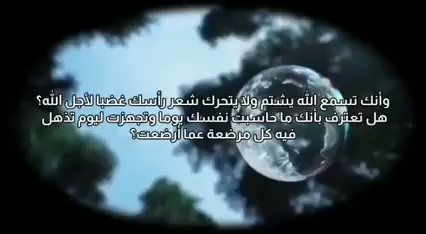 وأنك تسمع الله يشتم ولا يتحرك شعر رأسك غضبا لأجل الله؟
هل تعترف بأنك ما حاسبت نفسك يوما وتجهزت ليوم تذهل
فيه كل مرضعة عما أرضعت؟